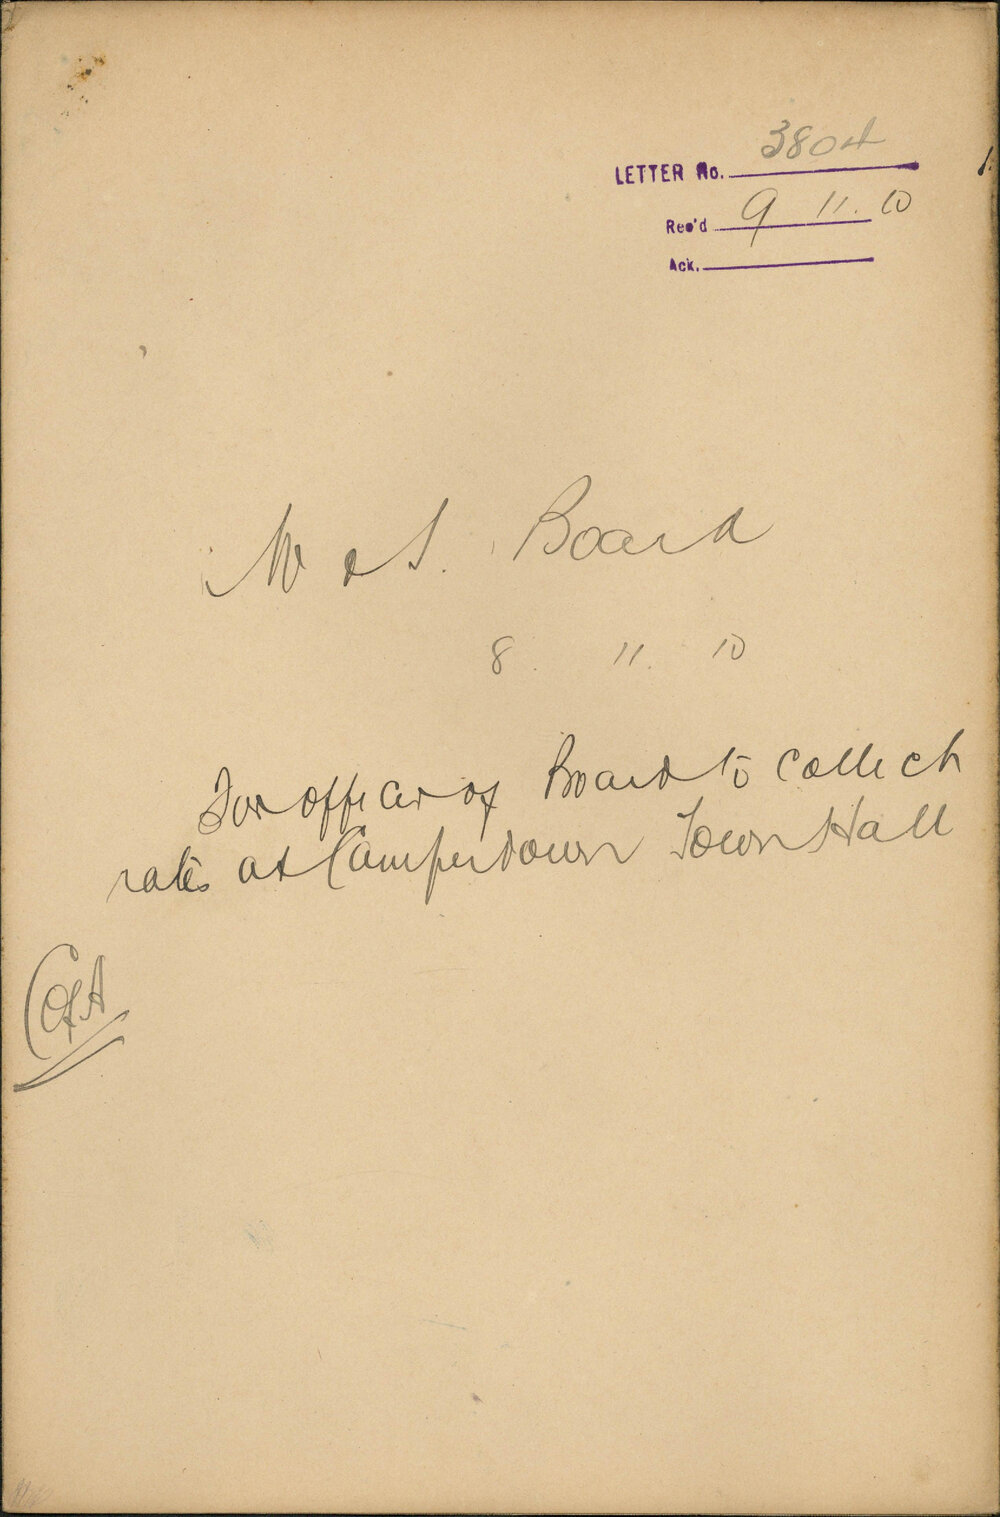 LETTER No. 3804
Rec'd 9 11. 10
Ack.
W & S. Board
8. 11. 10
For officer of Board to collect
rates at Camperdown Town Hall